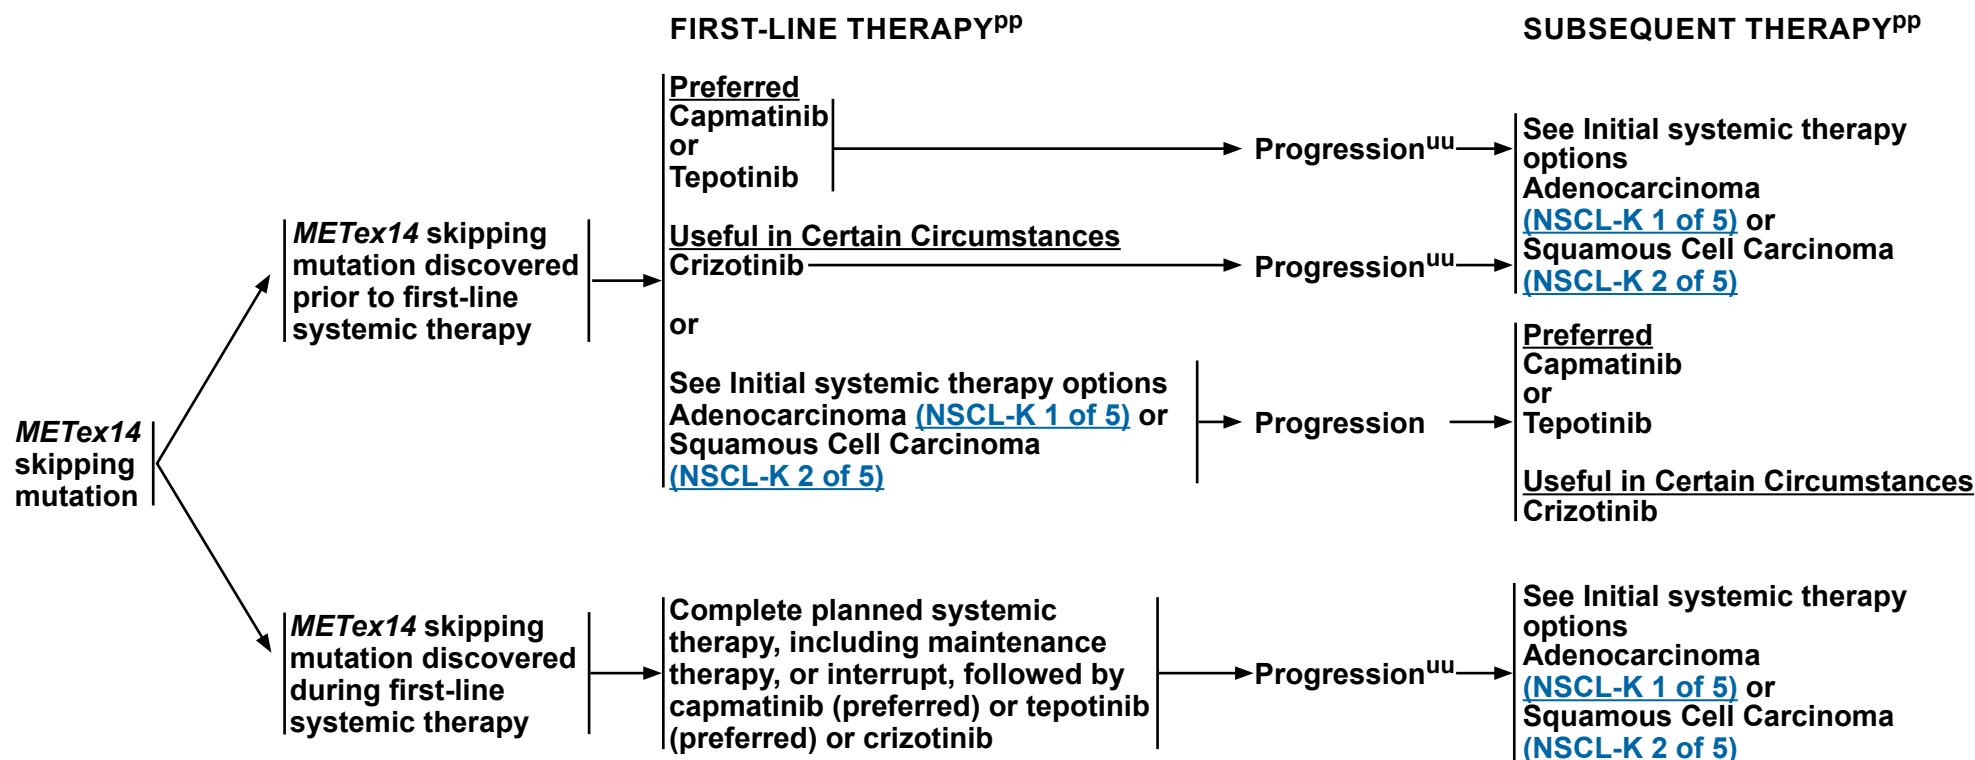 FIRST-LINE THERAPYpp
SUBSEQUENT THERAPYpp
METex14
skipping
mutation
METex14 skipping
mutation discovered
prior to first-line
systemic therapy
Preferred
Capmatinib
or
Tepotinib
Progressionuu
Useful in Certain Circumstances
Crizotinib
Progressionuu
See Initial systemic therapy
options
Adenocarcinoma
(NSCL-K 1 of 5) or
Squamous Cell Carcinoma
(NSCL-K 2 of 5)
or
See Initial systemic therapy options
Adenocarcinoma (NSCL-K 1 of 5) or
Squamous Cell Carcinoma
(NSCL-K 2 of 5)
Progression
Preferred
Capmatinib
or
Tepotinib
Useful in Certain Circumstances
Crizotinib
METex14 skipping
mutation discovered
during first-line
systemic therapy
Complete planned systemic
therapy, including maintenance
therapy, or interrupt, followed by
capmatinib (preferred) or tepotinib
(preferred) or crizotinib
Progressionuu
See Initial systemic therapy
options
Adenocarcinoma
(NSCL-K 1 of 5) or
Squamous Cell Carcinoma
(NSCL-K 2 of 5)